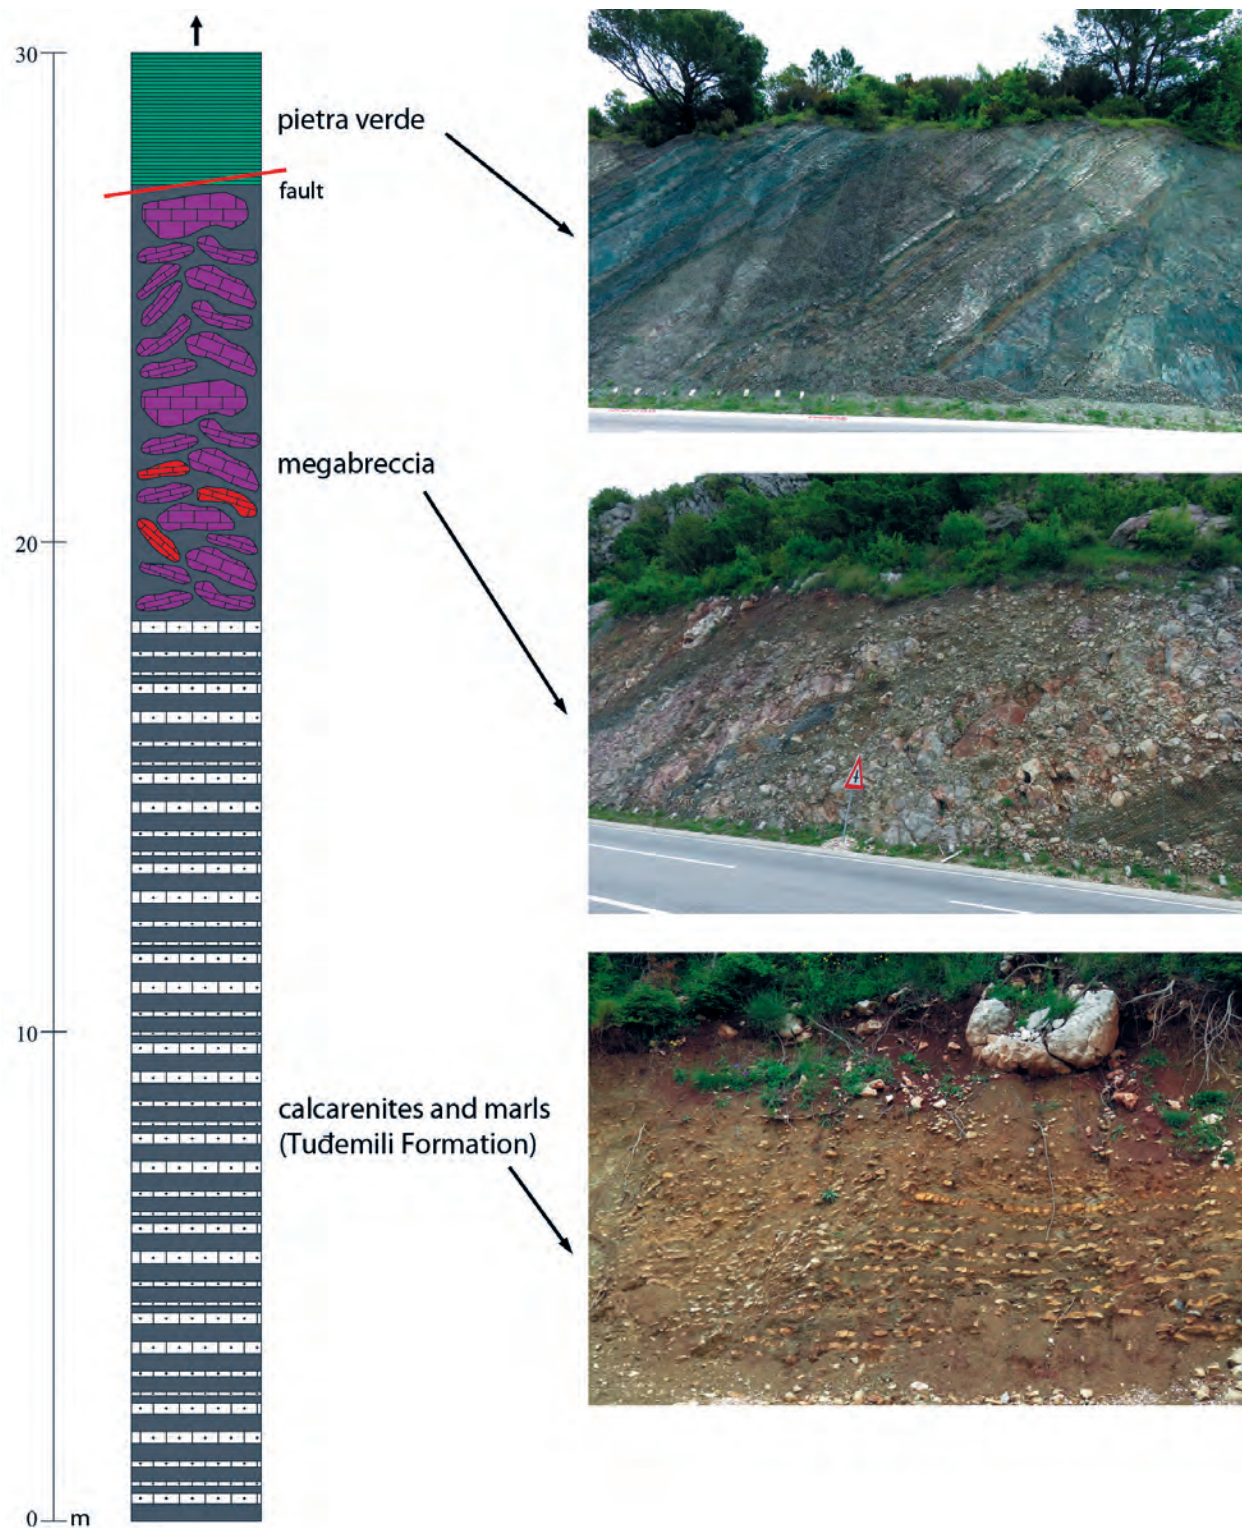 30
pietra verde
fault
megabreccia
20
10
calcarenites and marls
(Tuđemili Formation)
0 m